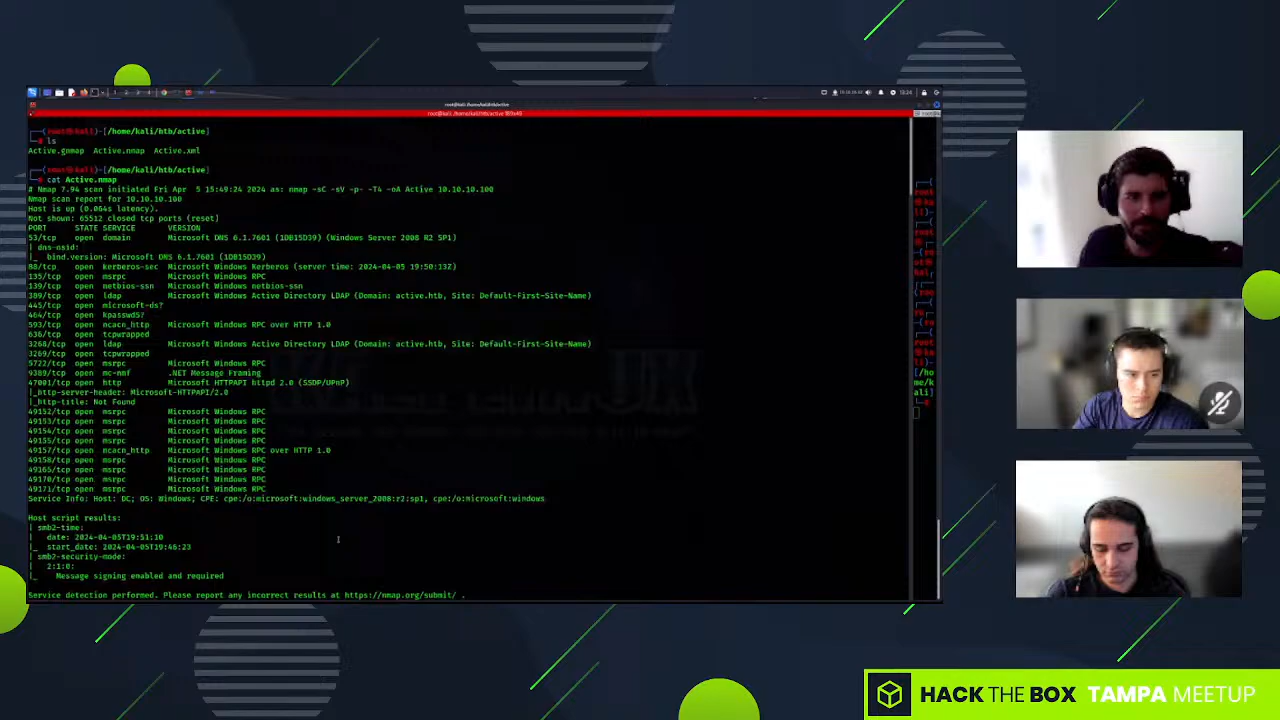 root@kali: /home/kali/htb/active
13:24
┌──(root㉿kali)-[/home/kali/htb/active]
└─# ls
Active.gnmap Active.nmap Active.xml
┌──(root㉿kali)-[/home/kali/htb/active]
└─# cat Active.nmap
# Nmap 7.94 scan initiated Fri Apr  5 15:49:24 2024 as: nmap -sC -sV -p- -T4 -oA Active 10.10.10.100
Nmap scan report for 10.10.10.100
Host is up (0.064s latency).
Not shown: 65512 closed tcp ports (reset)
PORT STATE SERVICE VERSION
53/tcp open domain Microsoft DNS 6.1.7601 (1DB15D39) (Windows Server 2008 R2 SP1)
| dns-nsid:
|_ bind.version: Microsoft DNS 6.1.7601 (1DB15D39)
88/tcp open kerberos-sec Microsoft Windows Kerberos (server time: 2024-04-05 19:50:13Z)
135/tcp open msrpc Microsoft Windows RPC
139/tcp open netbios-ssn Microsoft Windows netbios-ssn
389/tcp open ldap Microsoft Windows Active Directory LDAP (Domain: active.htb, Site: Default-First-Site-Name)
445/tcp open microsoft-ds?
464/tcp open kpasswd5?
593/tcp open ncacn_http Microsoft Windows RPC over HTTP 1.0
636/tcp open tcpwrapped
3268/tcp open ldap Microsoft Windows Active Directory LDAP (Domain: active.htb, Site: Default-First-Site-Name)
3269/tcp open tcpwrapped
5722/tcp open msrpc Microsoft Windows RPC
9389/tcp open mc-nmf .NET Message Framing
47001/tcp open http Microsoft HTTPAPI httpd 2.0 (SSDP/UPnP)
|_http-server-header: Microsoft-HTTPAPI/2.0
|_http-title: Not Found
49152/tcp open msrpc Microsoft Windows RPC
49153/tcp open msrpc Microsoft Windows RPC
49154/tcp open msrpc Microsoft Windows RPC
49155/tcp open msrpc Microsoft Windows RPC
49157/tcp open ncacn_http Microsoft Windows RPC over HTTP 1.0
49158/tcp open msrpc Microsoft Windows RPC
49165/tcp open msrpc Microsoft Windows RPC
49170/tcp open msrpc Microsoft Windows RPC
49171/tcp open msrpc Microsoft Windows RPC
Service Info: Host: DC; OS: Windows; CPE: cpe:/o:microsoft:windows_server_2008:r2:sp1, cpe:/o:microsoft:windows
Host script results:
| smb2-time:
|   date: 2024-04-05T19:51:10
|_  start_date: 2024-04-05T19:46:23
| smb2-security-mode:
|   2:1:0:
|_    Message signing enabled and required
Service detection performed. Please report any incorrect results at https://nmap.org/submit/ .
HACK THE BOX TAMPA MEETUP